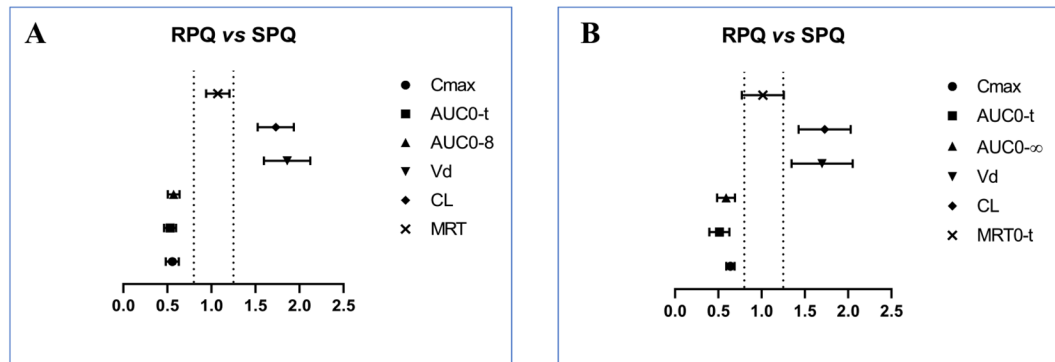 A
RPQ vs SPQ
Cmax
AUC0-t
AUC0-8
Vd
CL
MRT
0.0 0.5 1.0 1.5 2.0 2.5
B
RPQ vs SPQ
Cmax
AUC0-t
AUC0-∞
Vd
CL
MRT0-t
0.0 0.5 1.0 1.5 2.0 2.5